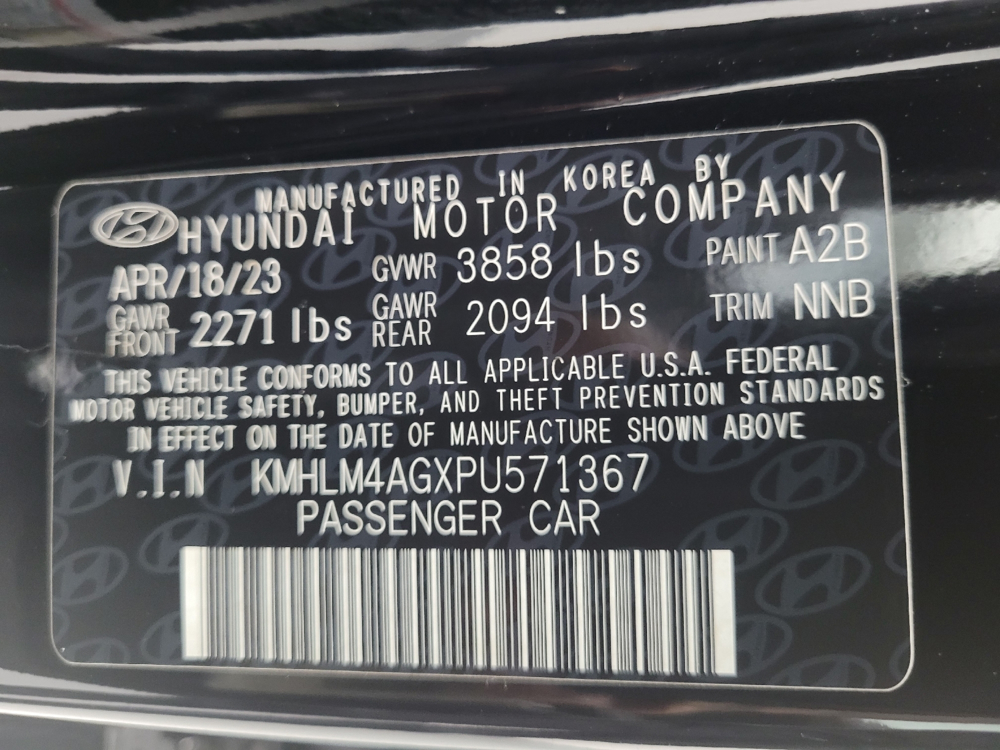 MANUFACTURED IN KOREA BY
HYUNDAI MOTOR COMPANY
APR/18/23 GVWR 3858 lbs PAINT A2B
GAWR FRONT 2271 lbs GAWR REAR 2094 lbs TRIM NNB
THIS VEHICLE CONFORMS TO ALL APPLICABLE U.S.A. FEDERAL
MOTOR VEHICLE SAFETY, BUMPER, AND THEFT PREVENTION STANDARDS
IN EFFECT ON THE DATE OF MANUFACTURE SHOWN ABOVE
V.I.N KMHLM4AGXPU571367
PASSENGER CAR